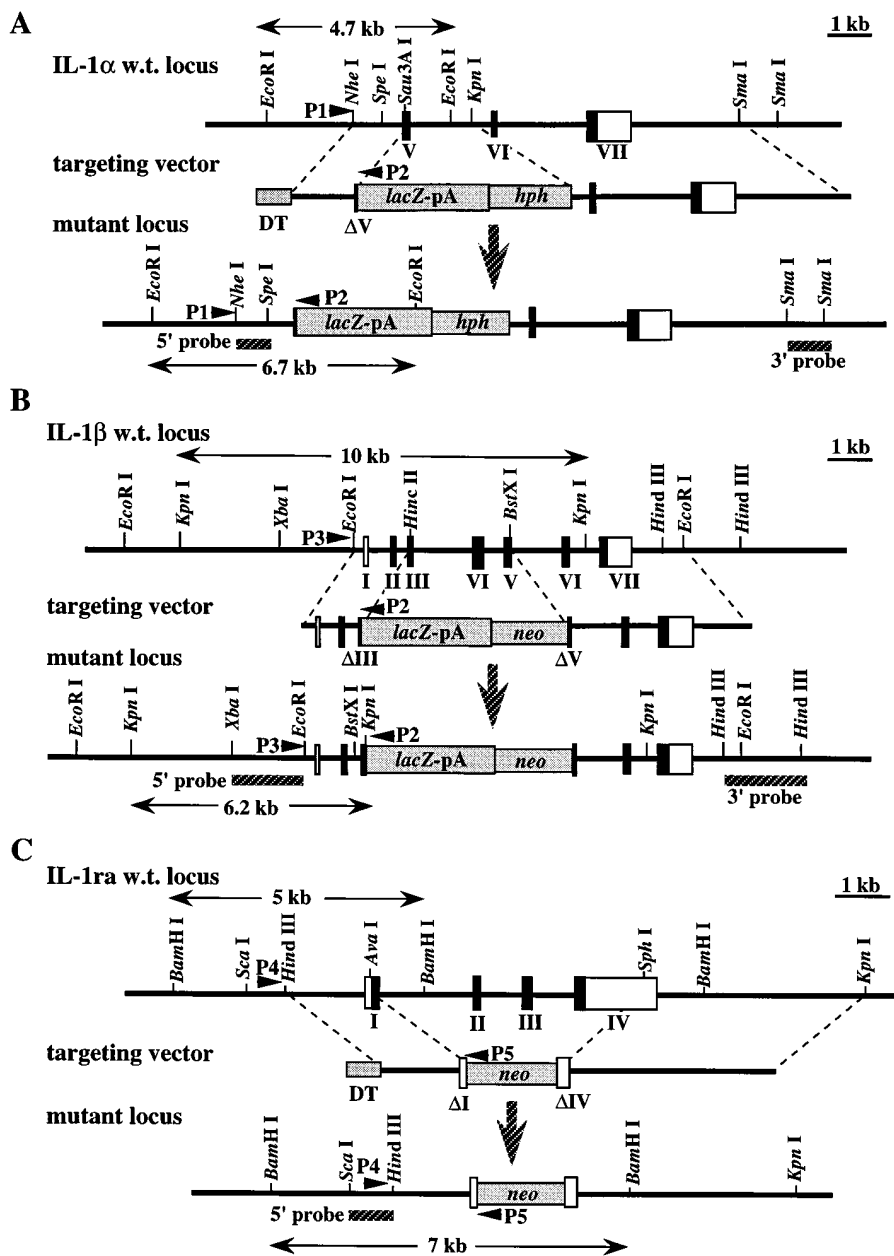 A
4.7 kb
1 kb
IL-1α w.t. locus
EcoR I
Nhe I
Spe I
Sau3A I
EcoR I
Kpn I
Sma I
Sma I
P1
V
VI
VII
targeting vector
P2
lacZ-pA
hph
DT
ΔV
mutant locus
EcoR I
Nhe I
Spe I
EcoR I
Sma I
Sma I
P1
P2
lacZ-pA
hph
5' probe
3' probe
6.7 kb
B
IL-1β w.t. locus
10 kb
1 kb
EcoR I
Kpn I
Xba I
EcoR I
Hinc II
BstX I
Kpn I
Hind III
EcoR I
Hind III
P3
I
II
III
VI
V
VI
VII
targeting vector
P2
lacZ-pA
neo
ΔIII
ΔV
mutant locus
EcoR I
Kpn I
Xba I
EcoR I
BstX I
Kpn I
Kpn I
Hind III
EcoR I
Hind III
P3
P2
lacZ-pA
neo
5' probe
3' probe
6.2 kb
C
IL-1ra w.t. locus
5 kb
1 kb
BamH I
Sca I
Hind III
Ava I
BamH I
Sph I
BamH I
Kpn I
P4
I
II
III
IV
targeting vector
P5
neo
DT
ΔI
ΔIV
mutant locus
BamH I
Sca I
Hind III
BamH I
Kpn I
P4
neo
5' probe
P5
7 kb